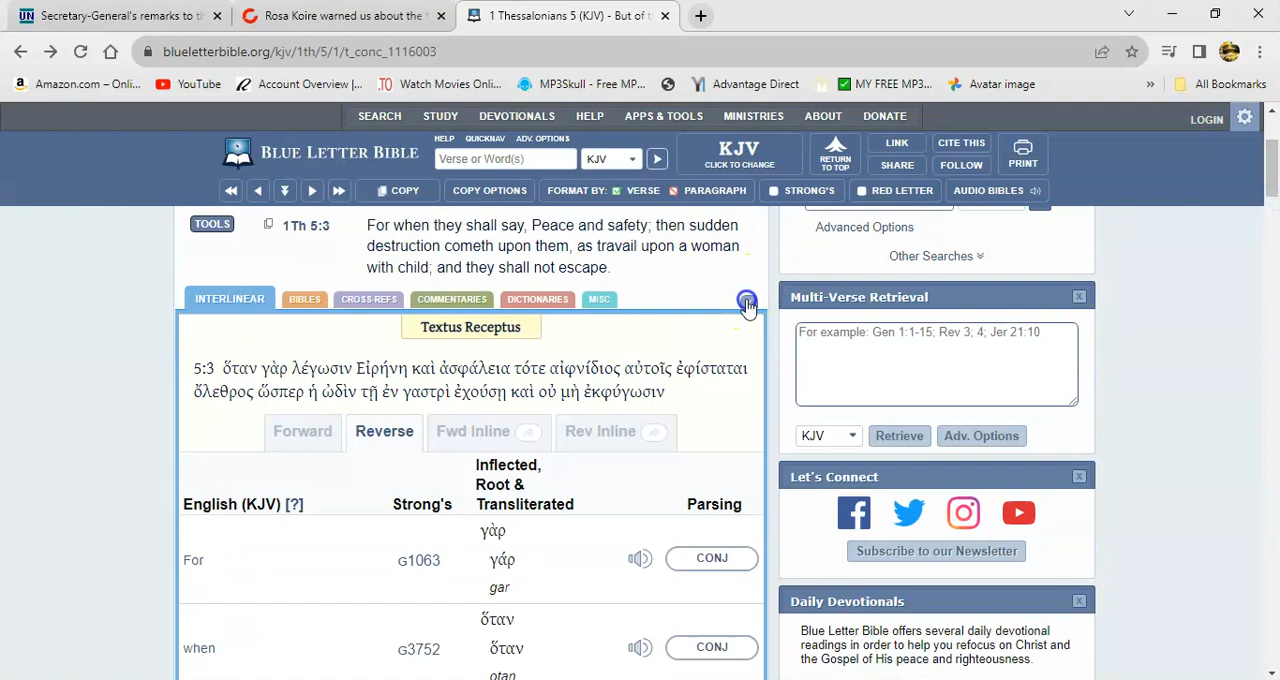 Secretary-General's remarks to th
Rosa Koire warned us about the
1 Thessalonians 5 (KJV) - But of t
blueletterbible.org/kjv/1th/5/1/t_conc_1116003
Amazon.com – Onli...
YouTube
Account Overview |...
.TO Watch Movies Onli...
MP3Skull - Free MP...
Advantage Direct
MY FREE MP3...
Avatar image
»
All Bookmarks
SEARCH STUDY DEVOTIONALS HELP APPS & TOOLS MINISTRIES ABOUT DONATE
LOGIN
BLUE LETTER BIBLE
HELP QUICKNAV ADV. OPTIONS
Verse or Word(s)
KJV
KJV
CLICK TO CHANGE
RETURN
TO TOP
LINK
CITE THIS
SHARE
FOLLOW
PRINT
COPY
COPY OPTIONS
FORMAT BY: VERSE PARAGRAPH
STRONG'S
RED LETTER
AUDIO BIBLES
TOOLS
1Th 5:3
For when they shall say, Peace and safety; then sudden
destruction cometh upon them, as travail upon a woman
with child; and they shall not escape.
INTERLINEAR BIBLES CROSS-REFS COMMENTARIES DICTIONARIES MISC
Textus Receptus
5:3 ὅταν γὰρ λέγωσιν Εἰρήνη καὶ ἀσφάλεια τότε αἰφνίδιος αὐτοῖς ἐφίσταται
ὄλεθρος ὥσπερ ἡ ὠδὶν τῇ ἐν γαστρὶ ἐχούσῃ καὶ οὐ μὴ ἐκφύγωσιν
Forward Reverse Fwd Inline Rev Inline
English (KJV) [?]
Strong's
Inflected,
Root &
Transliterated
Parsing
For
G1063
γὰρ
γάρ
gar
CONJ
when
G3752
ὅταν
ὅταν
otan
CONJ
Advanced Options
Other Searches
Multi-Verse Retrieval
For example: Gen 1:1-15; Rev 3; 4; Jer 21:10
KJV
Retrieve
Adv. Options
Let's Connect
Subscribe to our Newsletter
Daily Devotionals
Blue Letter Bible offers several daily devotional
readings in order to help you refocus on Christ and
the Gospel of His peace and righteousness.